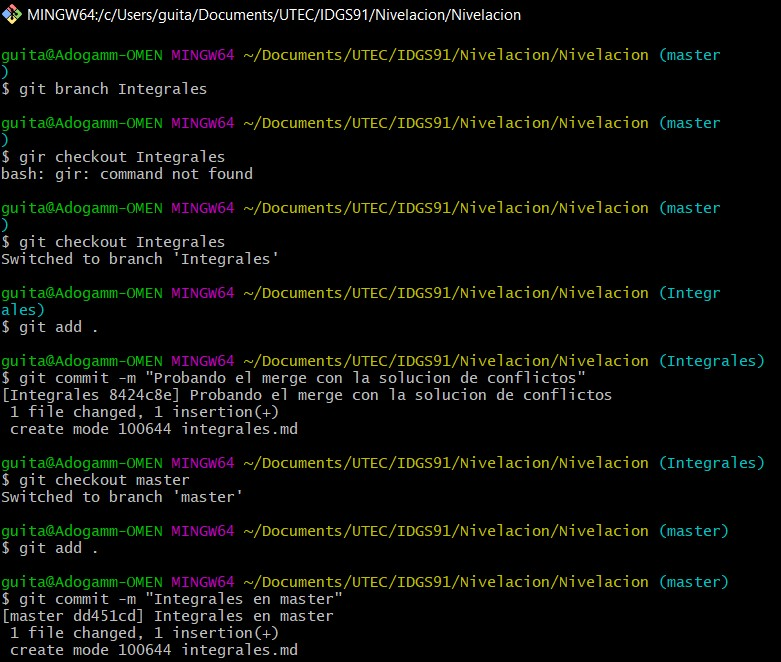 MINGW64:/c/Users/guita/Documents/UTEC/IDGS91/Nivelacion/Nivelacion
guita@Adogamm-OMEN MINGW64 ~/Documents/UTEC/IDGS91/Nivelacion/Nivelacion (master
)
$ git branch Integrales
guita@Adogamm-OMEN MINGW64 ~/Documents/UTEC/IDGS91/Nivelacion/Nivelacion (master
)
$ gir checkout Integrales
bash: gir: command not found
guita@Adogamm-OMEN MINGW64 ~/Documents/UTEC/IDGS91/Nivelacion/Nivelacion (master
)
$ git checkout Integrales
Switched to branch 'Integrales'
guita@Adogamm-OMEN MINGW64 ~/Documents/UTEC/IDGS91/Nivelacion/Nivelacion (Integr
ales)
$ git add .
guita@Adogamm-OMEN MINGW64 ~/Documents/UTEC/IDGS91/Nivelacion/Nivelacion (Integrales)
$ git commit -m "Probando el merge con la solucion de conflictos"
[Integrales 8424c8e] Probando el merge con la solucion de conflictos
 1 file changed, 1 insertion(+)
 create mode 100644 integrales.md
guita@Adogamm-OMEN MINGW64 ~/Documents/UTEC/IDGS91/Nivelacion/Nivelacion (Integrales)
$ git checkout master
Switched to branch 'master'
guita@Adogamm-OMEN MINGW64 ~/Documents/UTEC/IDGS91/Nivelacion/Nivelacion (master)
$ git add .
guita@Adogamm-OMEN MINGW64 ~/Documents/UTEC/IDGS91/Nivelacion/Nivelacion (master)
$ git commit -m "Integrales en master"
[master dd451cd] Integrales en master
 1 file changed, 1 insertion(+)
 create mode 100644 integrales.md